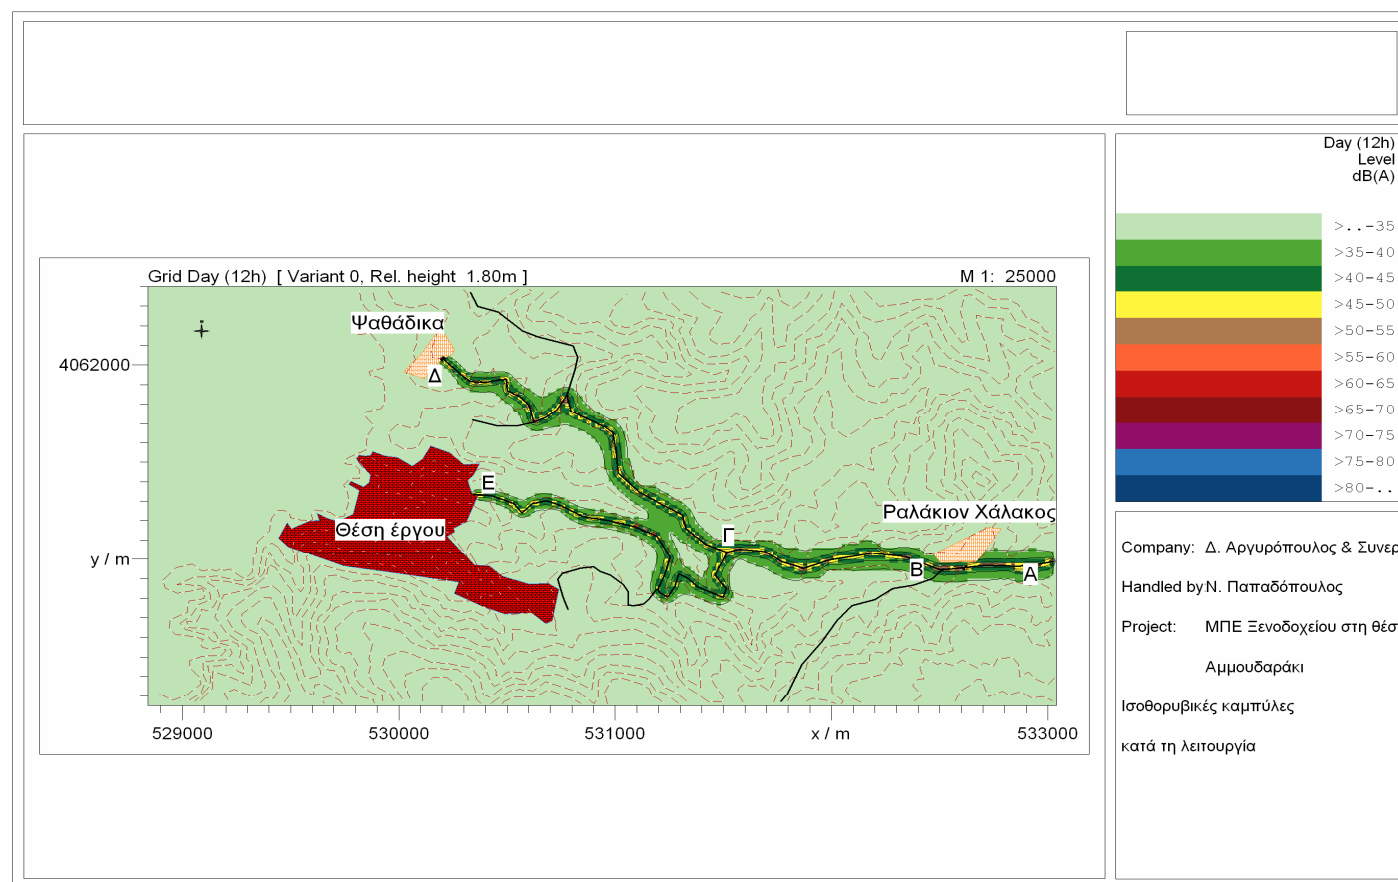 Day (12h)
Level
dB(A)
>..-35
>35-40
>40-45
>45-50
>50-55
>55-60
>60-65
>65-70
>70-75
>75-80
>80-..
Grid Day (12h) [ Variant 0, Rel. height 1.80m ]
M 1: 25000
Ψαθάδικα
4062000
Δ
Ε
Ραλάκιον Χάλακος
Θέση έργου
Γ
y / m
Β
Α
529000
530000
531000
x / m
533000
Company: Δ. Αργυρόπουλος & Συνερ
Handled by: Ν. Παπαδόπουλος
Project: ΜΠΕ Ξενοδοχείου στη θέσ
Αμμουδαράκι
Ισοθορυβικές καμπύλες
κατά τη λειτουργία